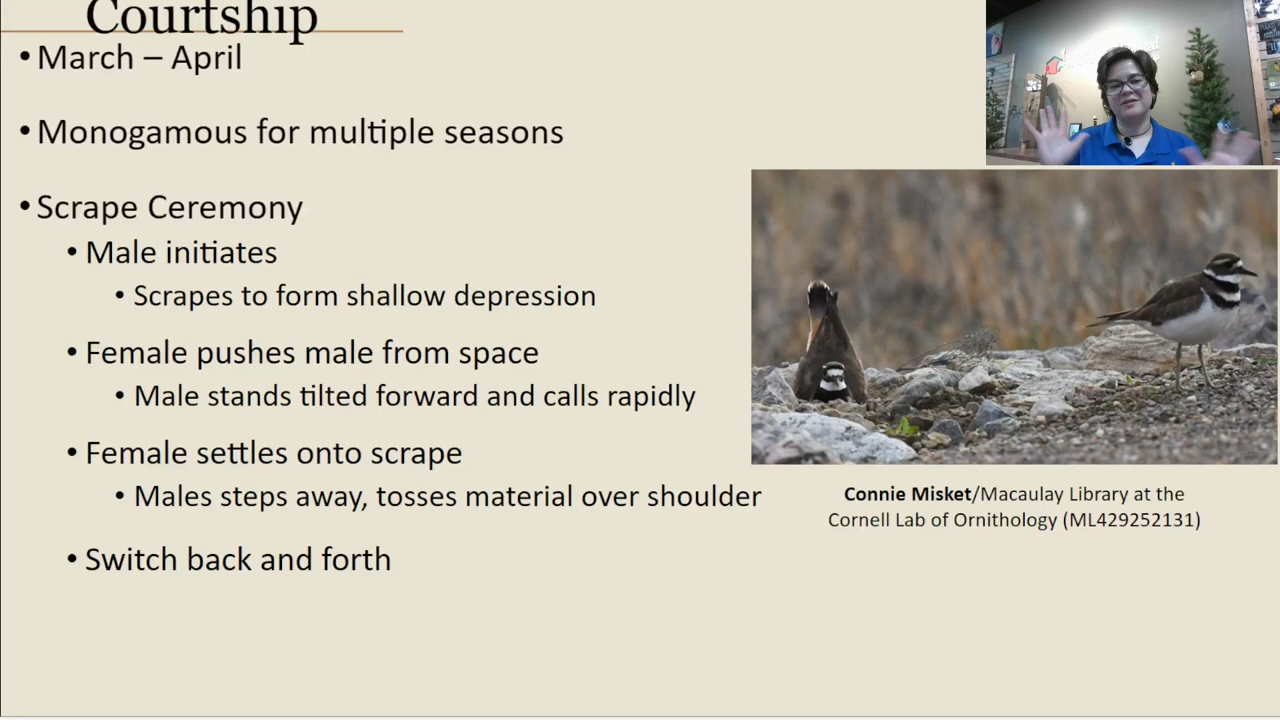 Courtship
• March – April
• Monogamous for multiple seasons
• Scrape Ceremony
• Male initiates
• Scrapes to form shallow depression
• Female pushes male from space
• Male stands tilted forward and calls rapidly
• Female settles onto scrape
• Males steps away, tosses material over shoulder
• Switch back and forth
Connie Misket/Macaulay Library at the
Cornell Lab of Ornithology (ML429252131)